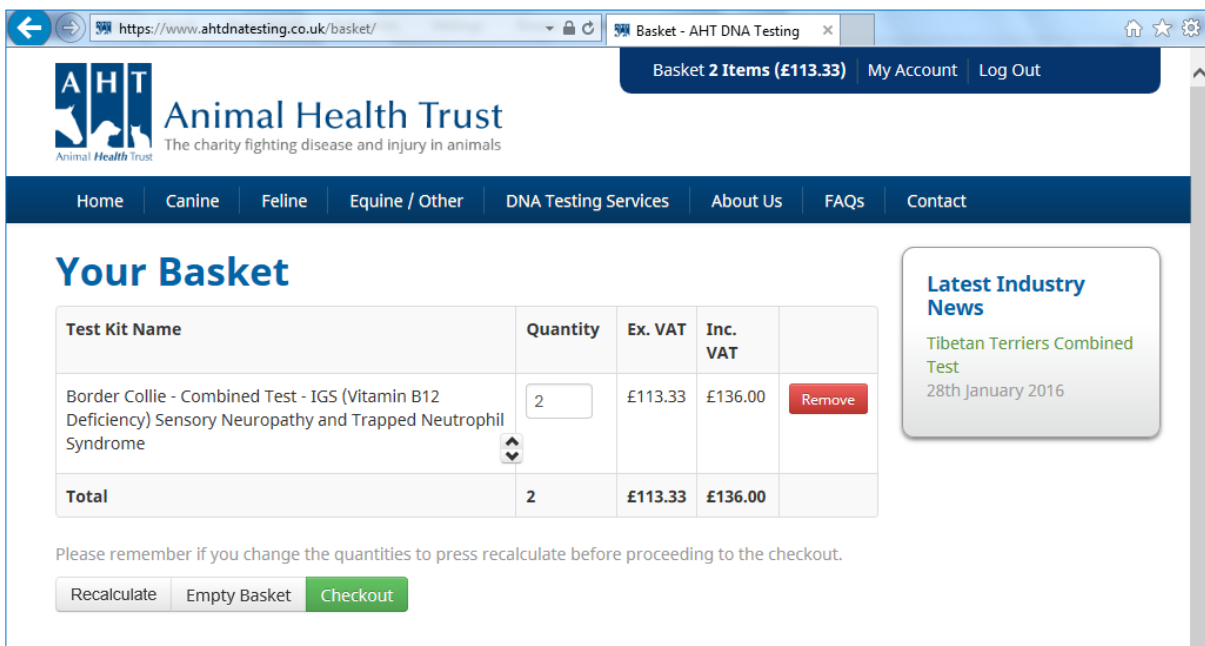 https://www.ahtdnatesting.co.uk/basket/
Basket - AHT DNA Testing
Basket 2 Items (£113.33)
My Account
Log Out
AHT
Animal Health Trust
Animal Health Trust
The charity fighting disease and injury in animals
Home
Canine
Feline
Equine / Other
DNA Testing Services
About Us
FAQs
Contact
Your Basket
Test Kit Name
Quantity
Ex. VAT
Inc.
VAT
Border Collie - Combined Test - IGS (Vitamin B12
Deficiency) Sensory Neuropathy and Trapped Neutrophil
Syndrome
2
£113.33
£136.00
Remove
Total
2
£113.33
£136.00
Please remember if you change the quantities to press recalculate before proceeding to the checkout.
Recalculate
Empty Basket
Checkout
Latest Industry
News
Tibetan Terriers Combined
Test
28th January 2016